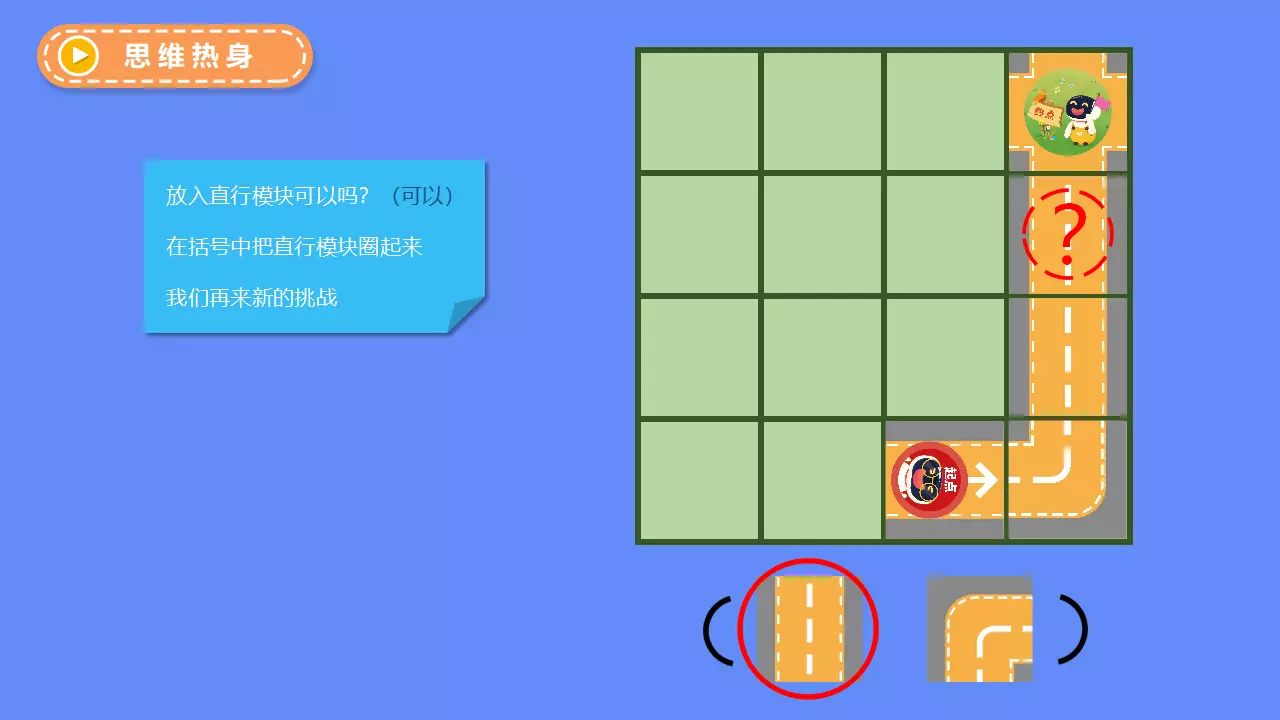 思维热身
终点
放入直行模块可以吗？（可以）
?
在括号中把直行模块圈起来
我们再来新的挑战
起点
(
)